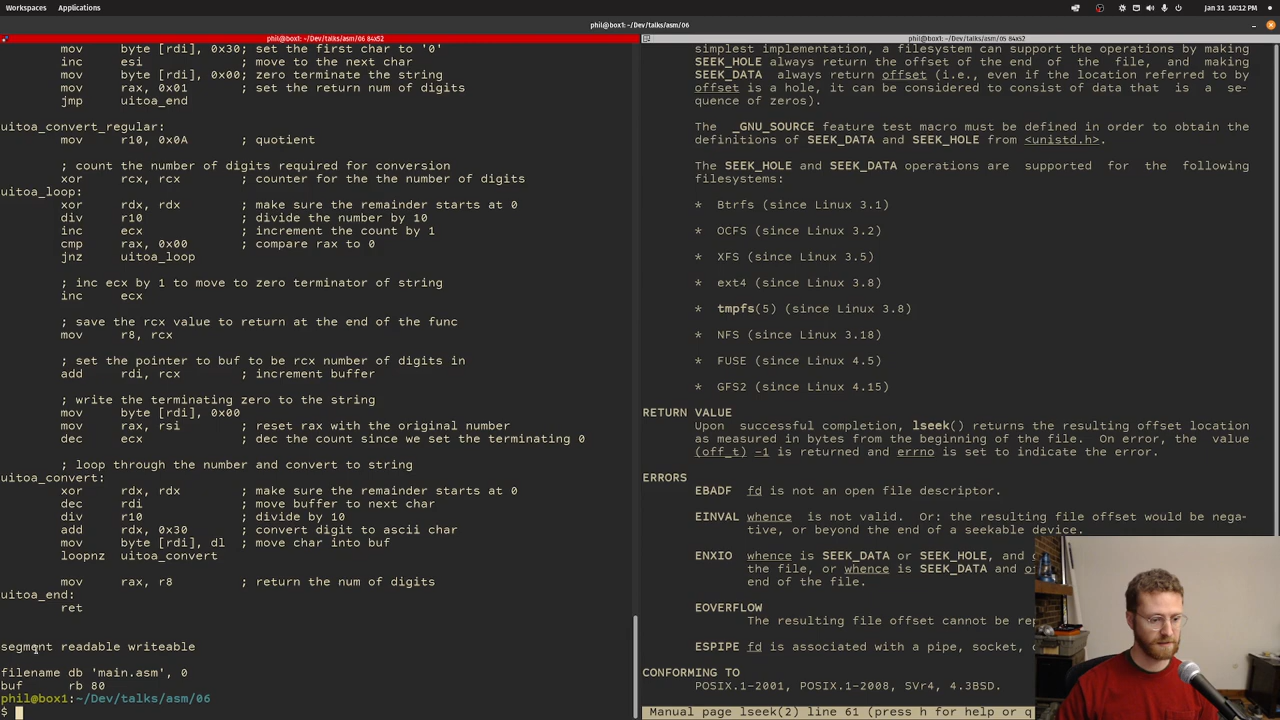 Workspaces Applications Jan 31 10:12 PM
phil@box1: ~/Dev/talks/asm/06
phil@box1: ~/Dev/talks/asm/06 84x52
mov byte [rdi], 0x30 ; set the first char to '0'
inc esi ; move to the next char
mov byte [rdi], 0x00 ; zero terminate the string
mov rax, 0x01 ; set the return num of digits
jmp uitoa_end
uitoa_convert_regular:
mov r10, 0x0A ; quotient
; count the number of digits required for conversion
xor rcx, rcx ; counter for the the number of digits
uitoa_loop:
xor rdx, rdx ; make sure the remainder starts at 0
div r10 ; divide the number by 10
inc ecx ; increment the count by 1
cmp rax, 0x00 ; compare rax to 0
jnz uitoa_loop
; inc ecx by 1 to move to zero terminator of string
inc ecx
; save the rcx value to return at the end of the func
mov r8, rcx
; set the pointer to buf to be rcx number of digits in
add rdi, rcx ; increment buffer
; write the terminating zero to the string
mov byte [rdi], 0x00
mov rax, rsi ; reset rax with the original number
dec ecx ; dec the count since we set the terminating 0
; loop through the number and convert to string
uitoa_convert:
xor rdx, rdx ; make sure the remainder starts at 0
dec rdi ; move buffer to next char
div r10 ; divide by 10
add rdx, 0x30 ; convert digit to ascii char
mov byte [rdi], dl ; move char into buf
loopnz uitoa_convert
mov rax, r8 ; return the num of digits
uitoa_end:
ret
segment readable writeable
filename db 'main.asm', 0
buf rb 80
phil@box1:~/Dev/talks/asm/06
$
phil@box1: ~/Dev/talks/asm/05 84x52
simplest implementation, a filesystem can support the operations by making
SEEK_HOLE always return the offset of the end of the file, and making
SEEK_DATA always return offset (i.e., even if the location referred to by
offset is a hole, it can be considered to consist of data that is a se-
quence of zeros).
The _GNU_SOURCE feature test macro must be defined in order to obtain the
definitions of SEEK_DATA and SEEK_HOLE from <unistd.h>.
The SEEK_HOLE and SEEK_DATA operations are supported for the following
filesystems:
* Btrfs (since Linux 3.1)
* OCFS (since Linux 3.2)
* XFS (since Linux 3.5)
* ext4 (since Linux 3.8)
* tmpfs(5) (since Linux 3.8)
* NFS (since Linux 3.18)
* FUSE (since Linux 4.5)
* GFS2 (since Linux 4.15)
RETURN VALUE
Upon successful completion, lseek() returns the resulting offset location
as measured in bytes from the beginning of the file. On error, the value
(off_t) -1 is returned and errno is set to indicate the error.
ERRORS
EBADF fd is not an open file descriptor.
EINVAL whence is not valid. Or: the resulting file offset would be nega-
tive, or beyond the end of a seekable device.
ENXIO whence is SEEK_DATA or SEEK_HOLE, and
the file, or whence is SEEK_DATA and
end of the file.
EOVERFLOW
The resulting file offset cannot be
ESPIPE fd is associated with a pipe, socket,
CONFORMING TO
POSIX.1-2001, POSIX.1-2008, SVr4, 4.3BSD.
Manual page lseek(2) line 61 (press h for help or q